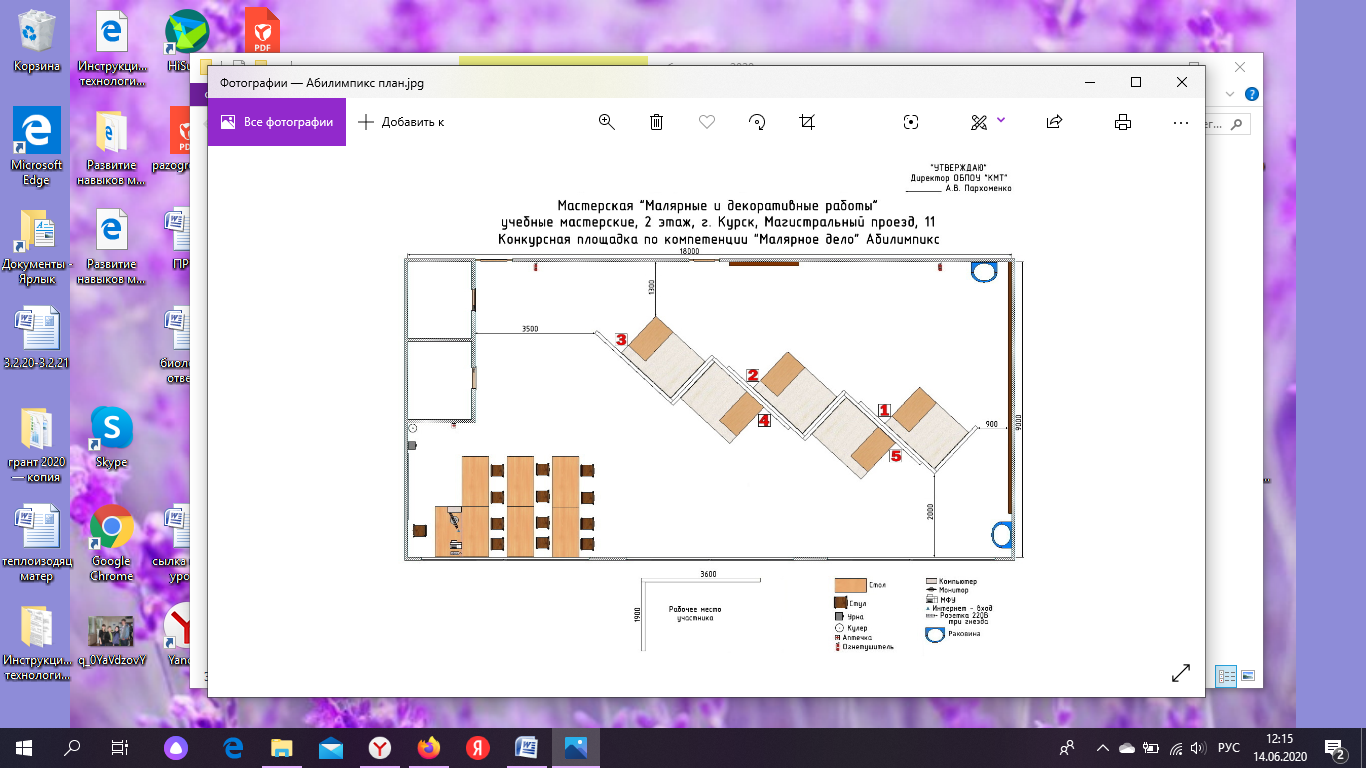 Корзина
Инструкци...
технологи...
PDF
Microsoft
Edge
Развитие
навыков м...
Документы -
Ярлык
Развитие
навыков м...
3.2.20-3.2.21
грант 2020
— копия
Skype
теплоизодяц
матер
Google
Chrome
Инструкци...
технологи...
q_0YaVdzovY
Фотографии — Абилимпикс план.jpg
Все фотографии
Добавить к
"УТВЕРЖДАЮ"
Директор ОБПОУ "КМТ"
А.В. Пархоменко
Мастерская "Малярные и декоративные работы"
учебные мастерские, 2 этаж, г. Курск, Магистральный проезд, 11
Конкурсная площадка по компетенции "Малярное дело" Абилимпикс
18000
1300
3500
3
2
1
4
5
900
9000
2000
3600
1900
Рабочее место
участника
Стол
Стул
Урна
Кулер
Аптечка
Огнетушитель
Компьютер
Монитор
МФУ
Интернет - вход
Розетка 220В
три гнезда
Раковина
РУС
12:15
14.06.2020
2